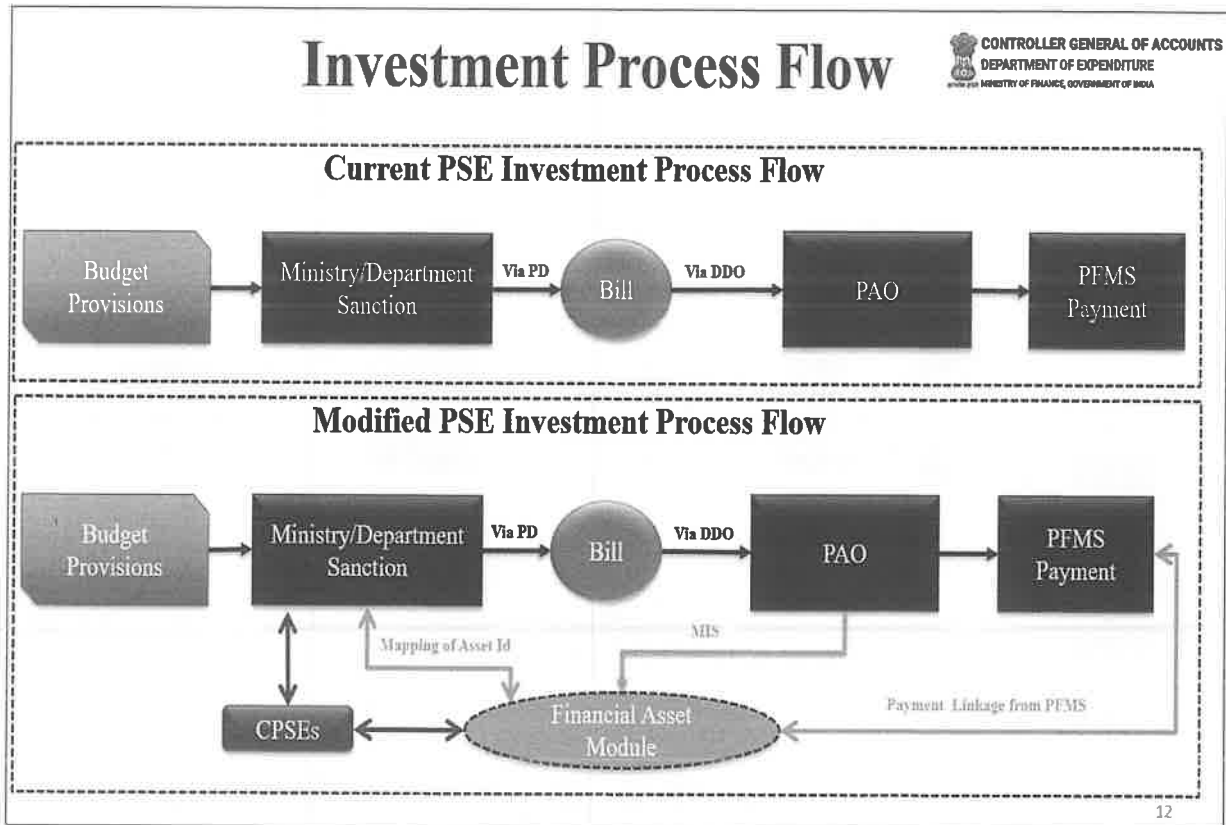 Investment Process Flow
CONTROLLER GENERAL OF ACCOUNTS
DEPARTMENT OF EXPENDITURE
MINISTRY OF FINANCE, GOVERNMENT OF INDIA
Current PSE Investment Process Flow
Budget
Provisions
Ministry/Department
Sanction
Via PD
Bill
Via DDO
PAO
PFMS
Payment
Modified PSE Investment Process Flow
Budget
Provisions
Ministry/Department
Sanction
Via PD
Bill
Via DDO
PAO
PFMS
Payment
Mapping of Asset Id
MIS
CPSEs
Financial Asset
Module
Payment Linkage from PFMS
12